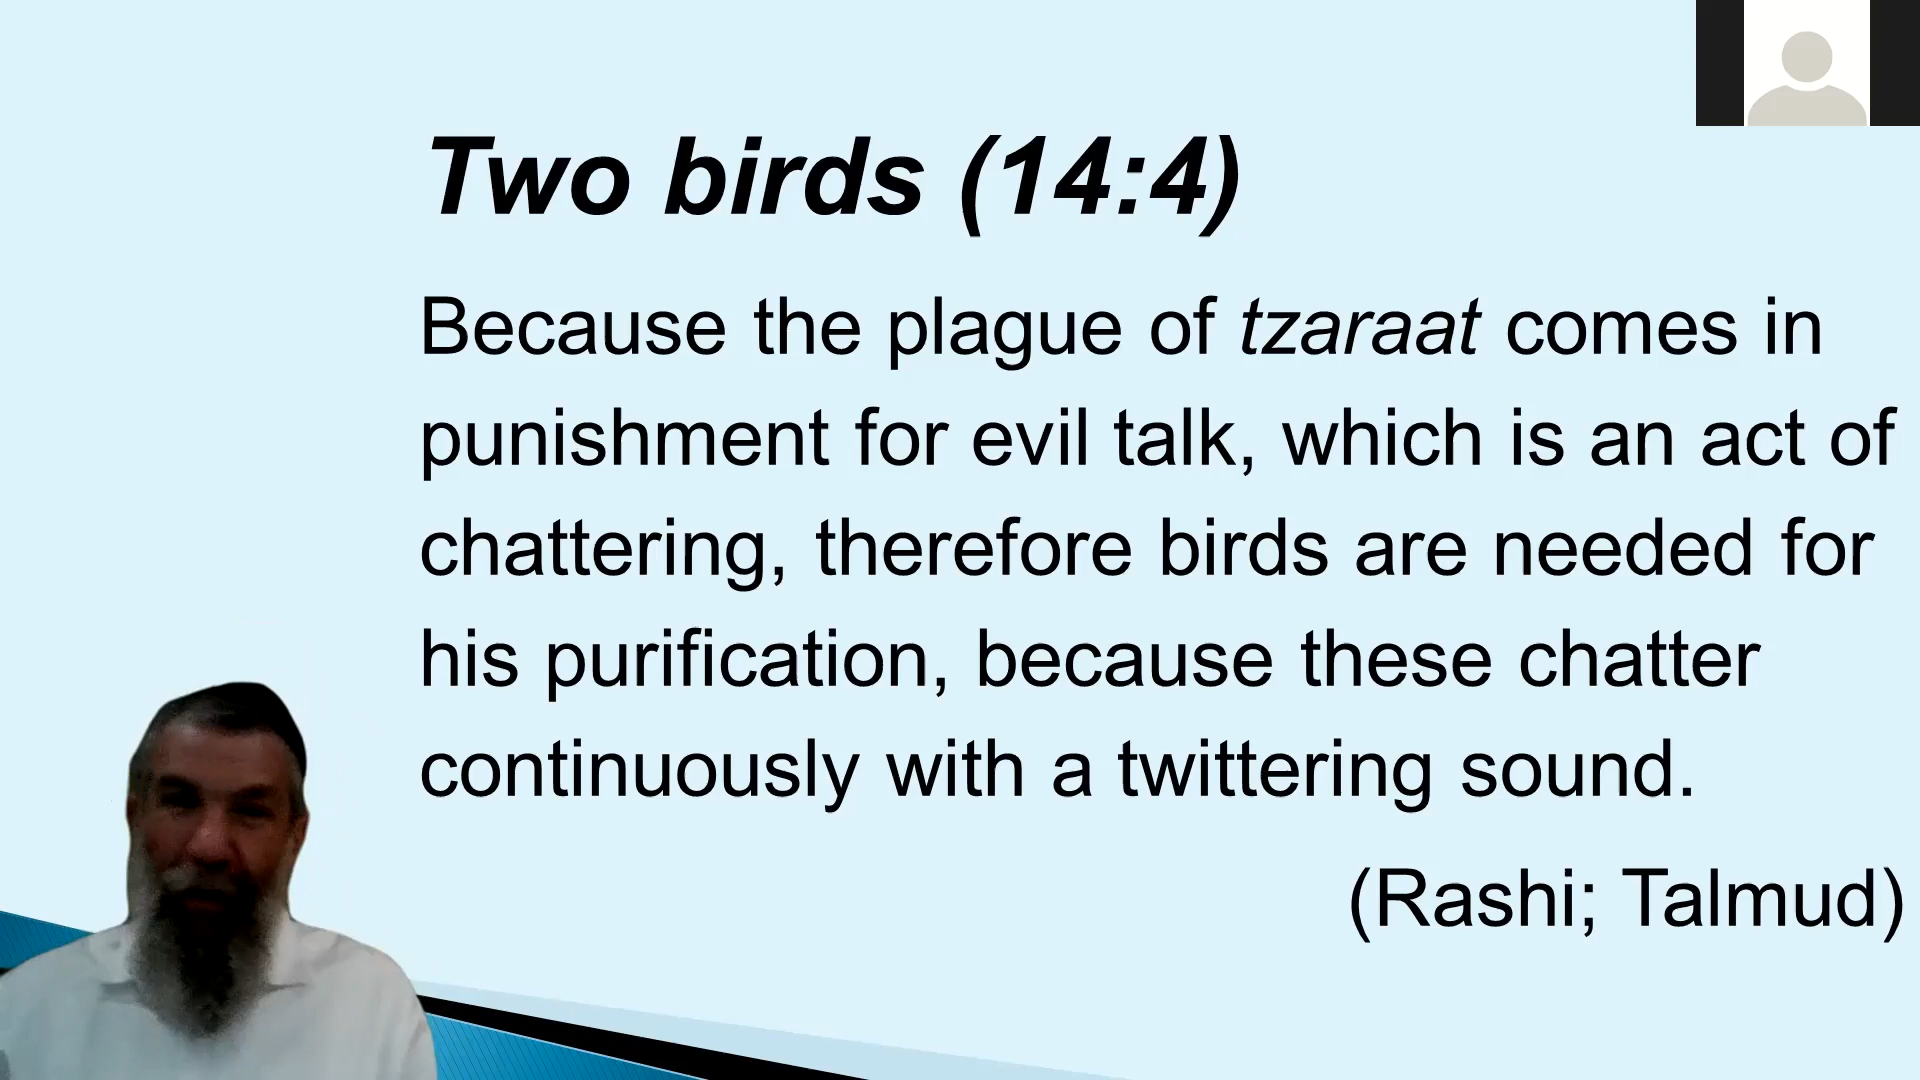 Two birds (14:4)
Because the plague of tzaraat comes in
punishment for evil talk, which is an act of
chattering, therefore birds are needed for
his purification, because these chatter
continuously with a twittering sound.
(Rashi; Talmud)